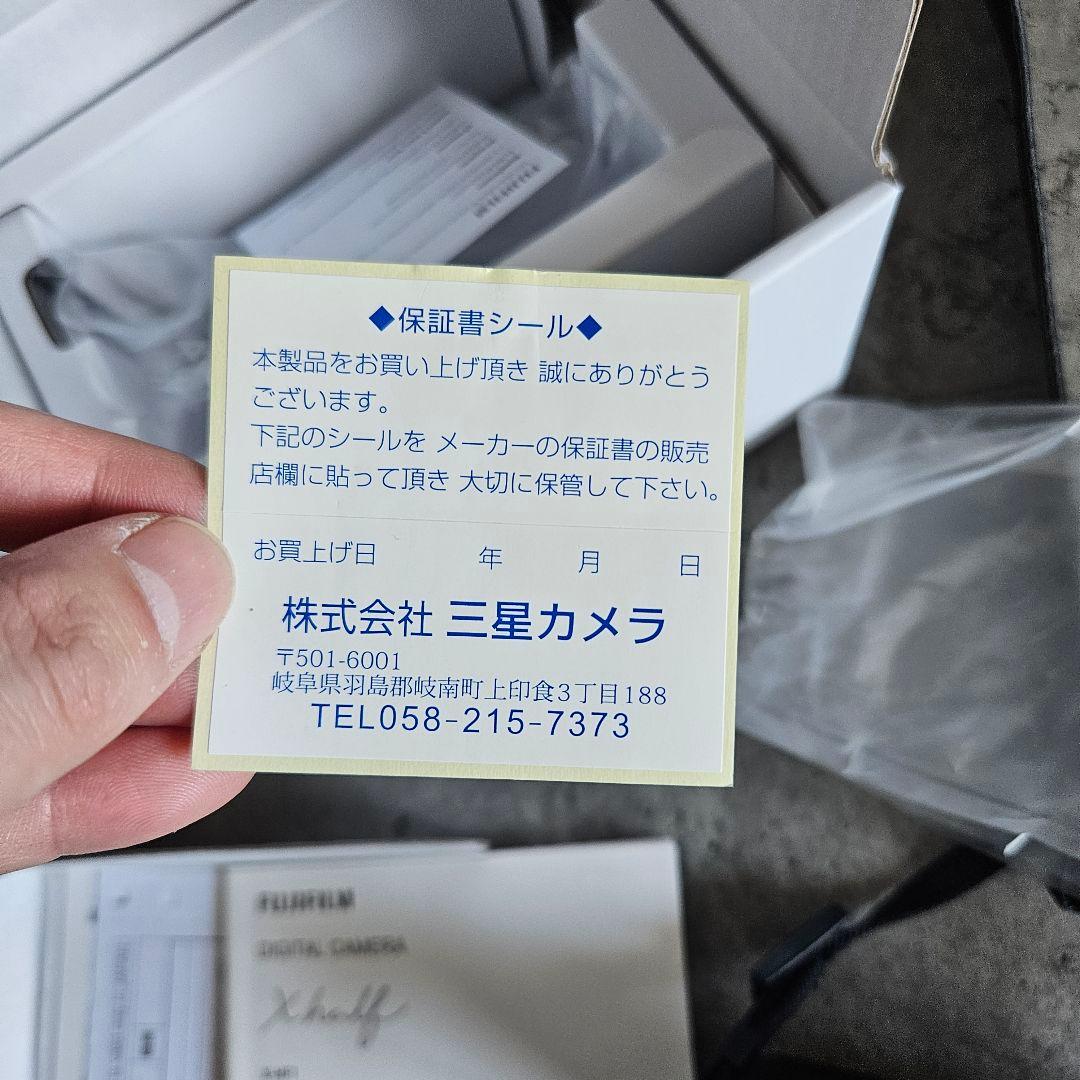 ◆保証書シール◆
本製品をお買い上げ頂き 誠にありがとう
ございます。
下記のシールを メーカーの保証書の販売
店欄に貼って頂き 大切に保管して下さい。
お買上げ日 年 月 日
株式会社 三星カメラ
〒501-6001
岐阜県羽島郡岐南町上印食3丁目188
TEL058-215-7373
FUJIFILM
DIGITAL CAMERA
X half